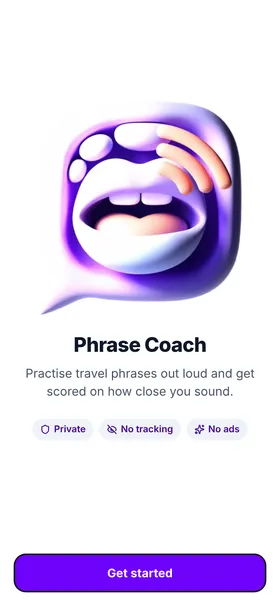 Phrase Coach
Practise travel phrases out loud and get
scored on how close you sound.
Private
No tracking
No ads
Get started